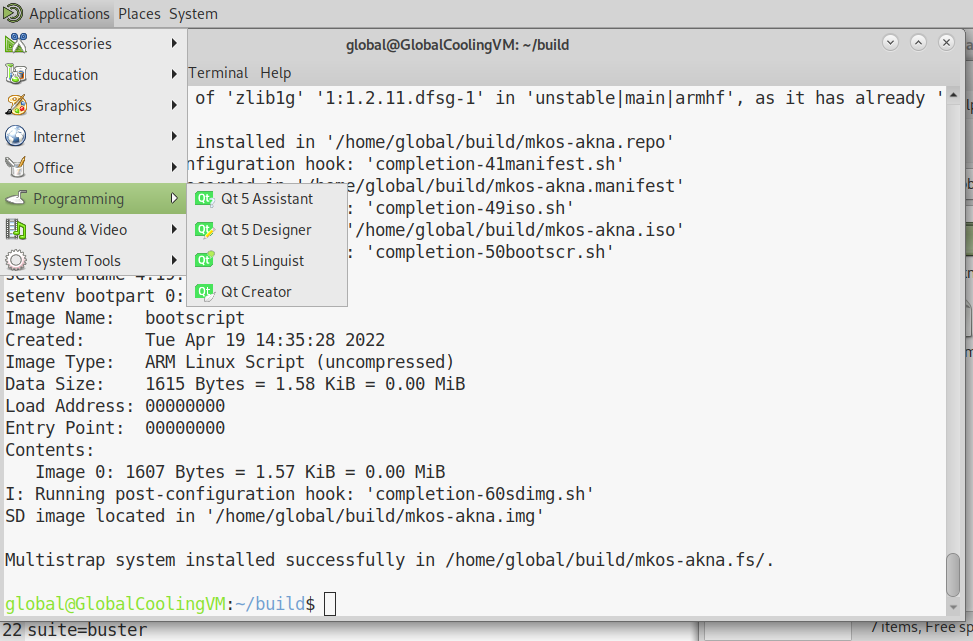 Applications Places System
global@GlobalCoolingVM: ~/build
Terminal Help
Accessories
Education
Graphics
Internet
Office
Programming
Sound & Video
System Tools
Qt 5 Assistant
Qt 5 Designer
Qt 5 Linguist
Qt Creator
of 'zlib1g' '1:1.2.11.dfsg-1' in 'unstable|main|armhf', as it has already '
installed in '/home/global/build/mkos-akna.repo'
nfiguration hook: 'completion-41manifest.sh'
/home/global/build/mkos-akna.manifest'
: 'completion-49iso.sh'
'/home/global/build/mkos-akna.iso'
: 'completion-50bootscr.sh'
setenv uname 4.19.
setenv bootpart 0:
Image Name:   bootscript
Created:      Tue Apr 19 14:35:28 2022
Image Type:   ARM Linux Script (uncompressed)
Data Size:    1615 Bytes = 1.58 KiB = 0.00 MiB
Load Address: 00000000
Entry Point:  00000000
Contents:
   Image 0: 1607 Bytes = 1.57 KiB = 0.00 MiB
I: Running post-configuration hook: 'completion-60sdimg.sh'
SD image located in '/home/global/build/mkos-akna.img'
Multistrap system installed successfully in /home/global/build/mkos-akna.fs/.
global@GlobalCoolingVM:~/build$
22 suite=buster
7 items, Free sp